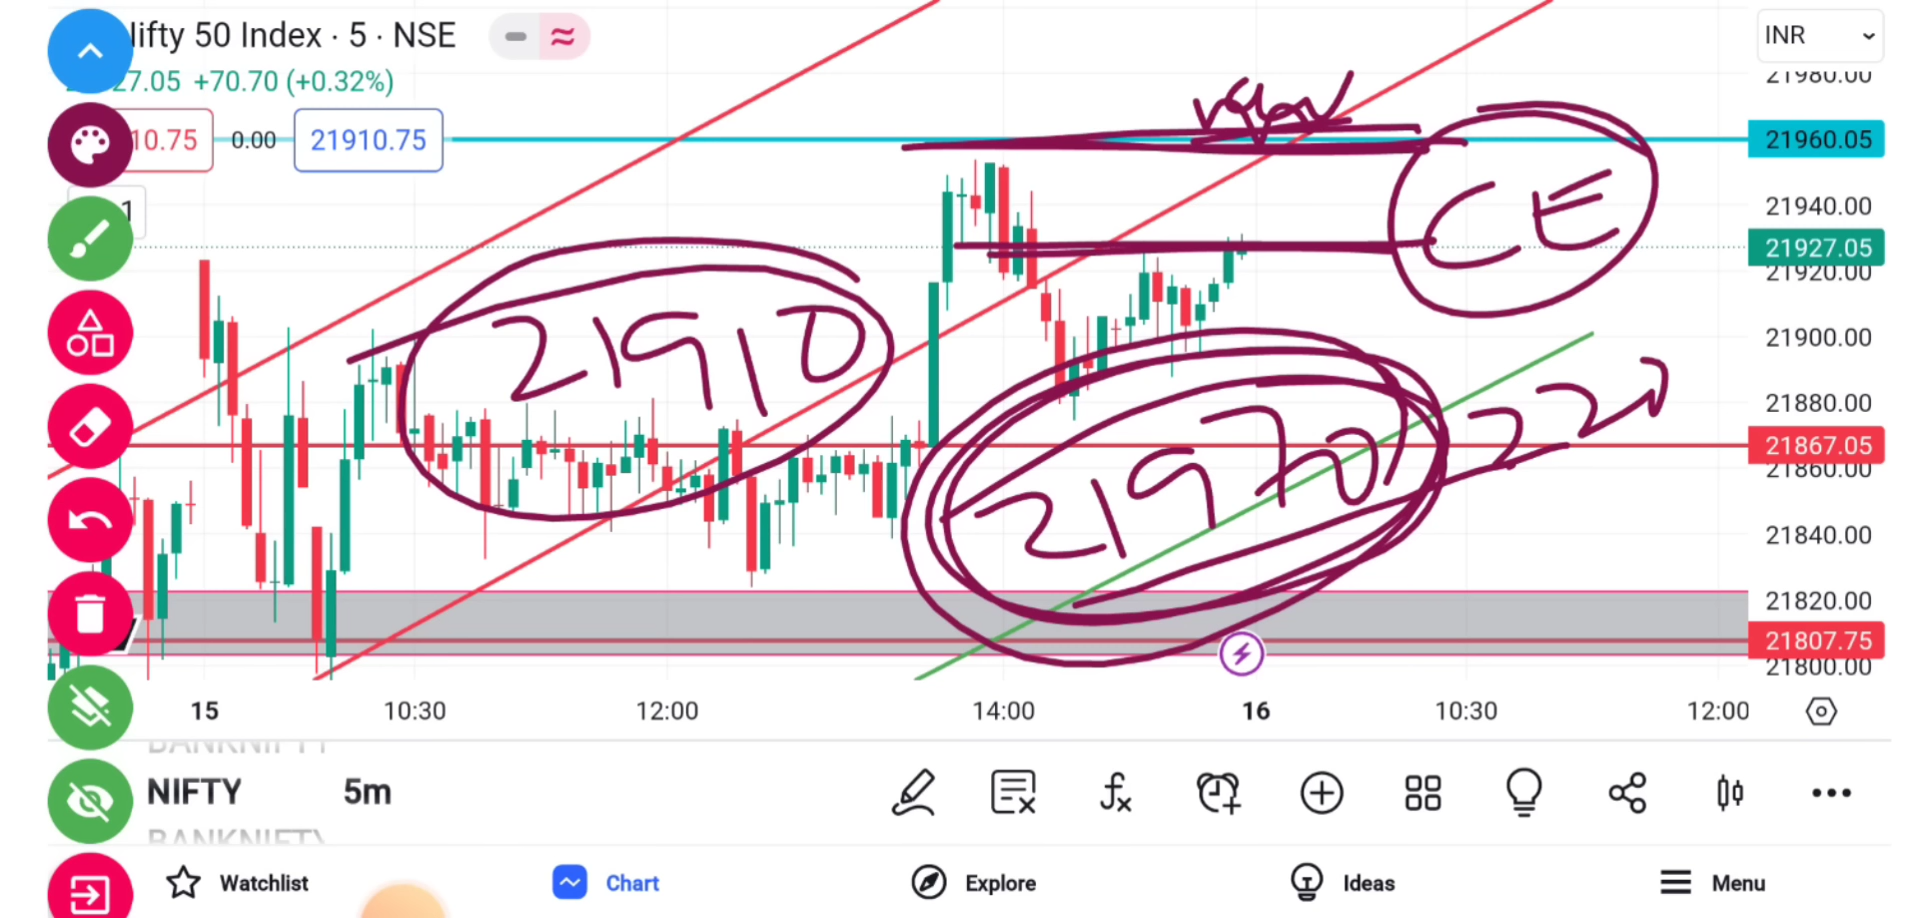 lifty 50 Index · 5 · NSE
INR
27.05 +70.70 (+0.32%)
21980.00
10.75 0.00 21910.75
21960.05
1
21940.00
CE
21927.05
21920.00
21910
21900.00
21880.00
21970
21867.05
21860.00
21840.00
21820.00
21807.75
21800.00
15 10:30 12:00 14:00 16 10:30 12:00
BANKNIFTY
NIFTY 5m
BANKNIFTY
Watchlist Chart Explore Ideas Menu